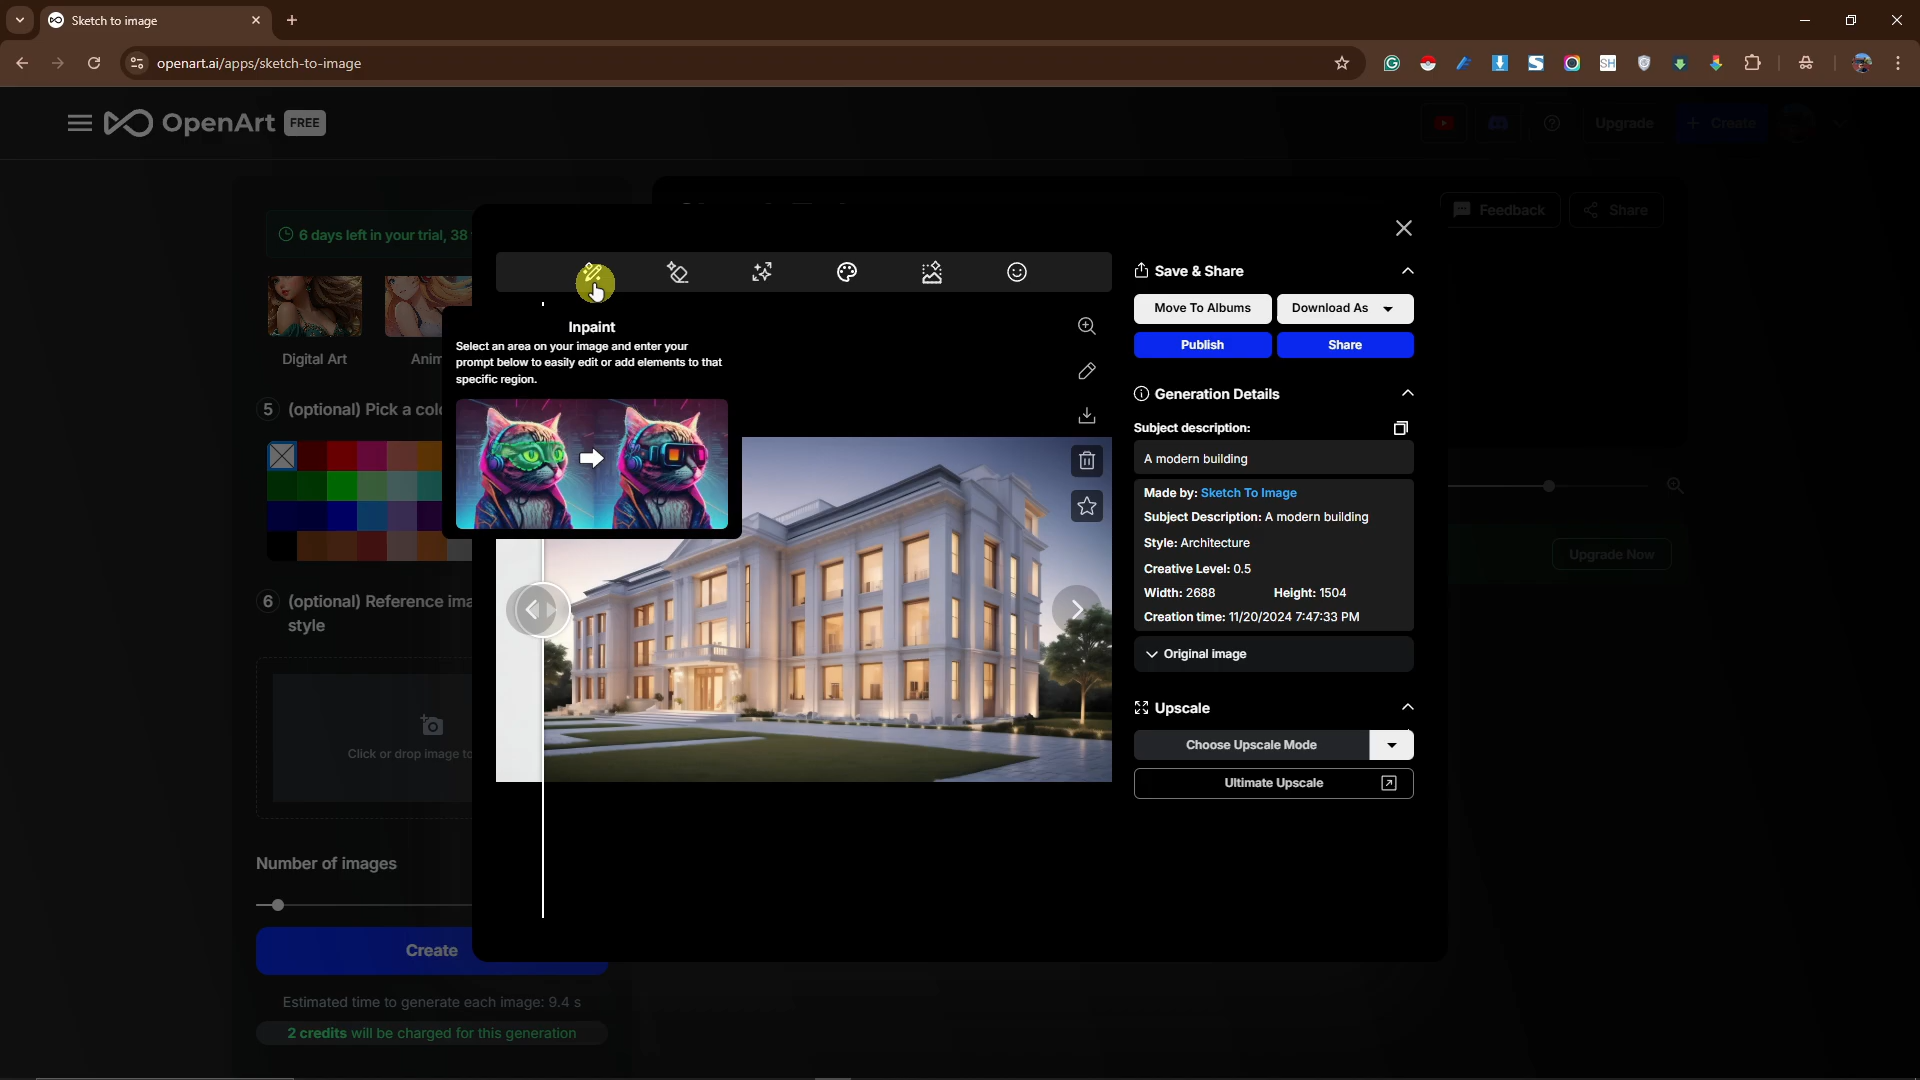 Sketch to image
openart.ai/apps/sketch-to-image
OpenArt FREE
Upgrade
+ Create
Feedback
Share
6 days left in your trial, 38
Digital Art
Anim
5 (optional) Pick a colo
6 (optional) Reference ima
style
Click or drop image to
Number of images
Create
Estimated time to generate each image: 9.4 s
2 credits will be charged for this generation
Inpaint
Select an area on your image and enter your
prompt below to easily edit or add elements to that
specific region.
Save & Share
Move To Albums
Download As
Publish
Share
Generation Details
Subject description:
A modern building
Made by: Sketch To Image
Subject Description: A modern building
Style: Architecture
Creative Level: 0.5
Width: 2688 Height: 1504
Creation time: 11/20/2024 7:47:33 PM
Original image
Upscale
Choose Upscale Mode
Ultimate Upscale
Upgrade Now